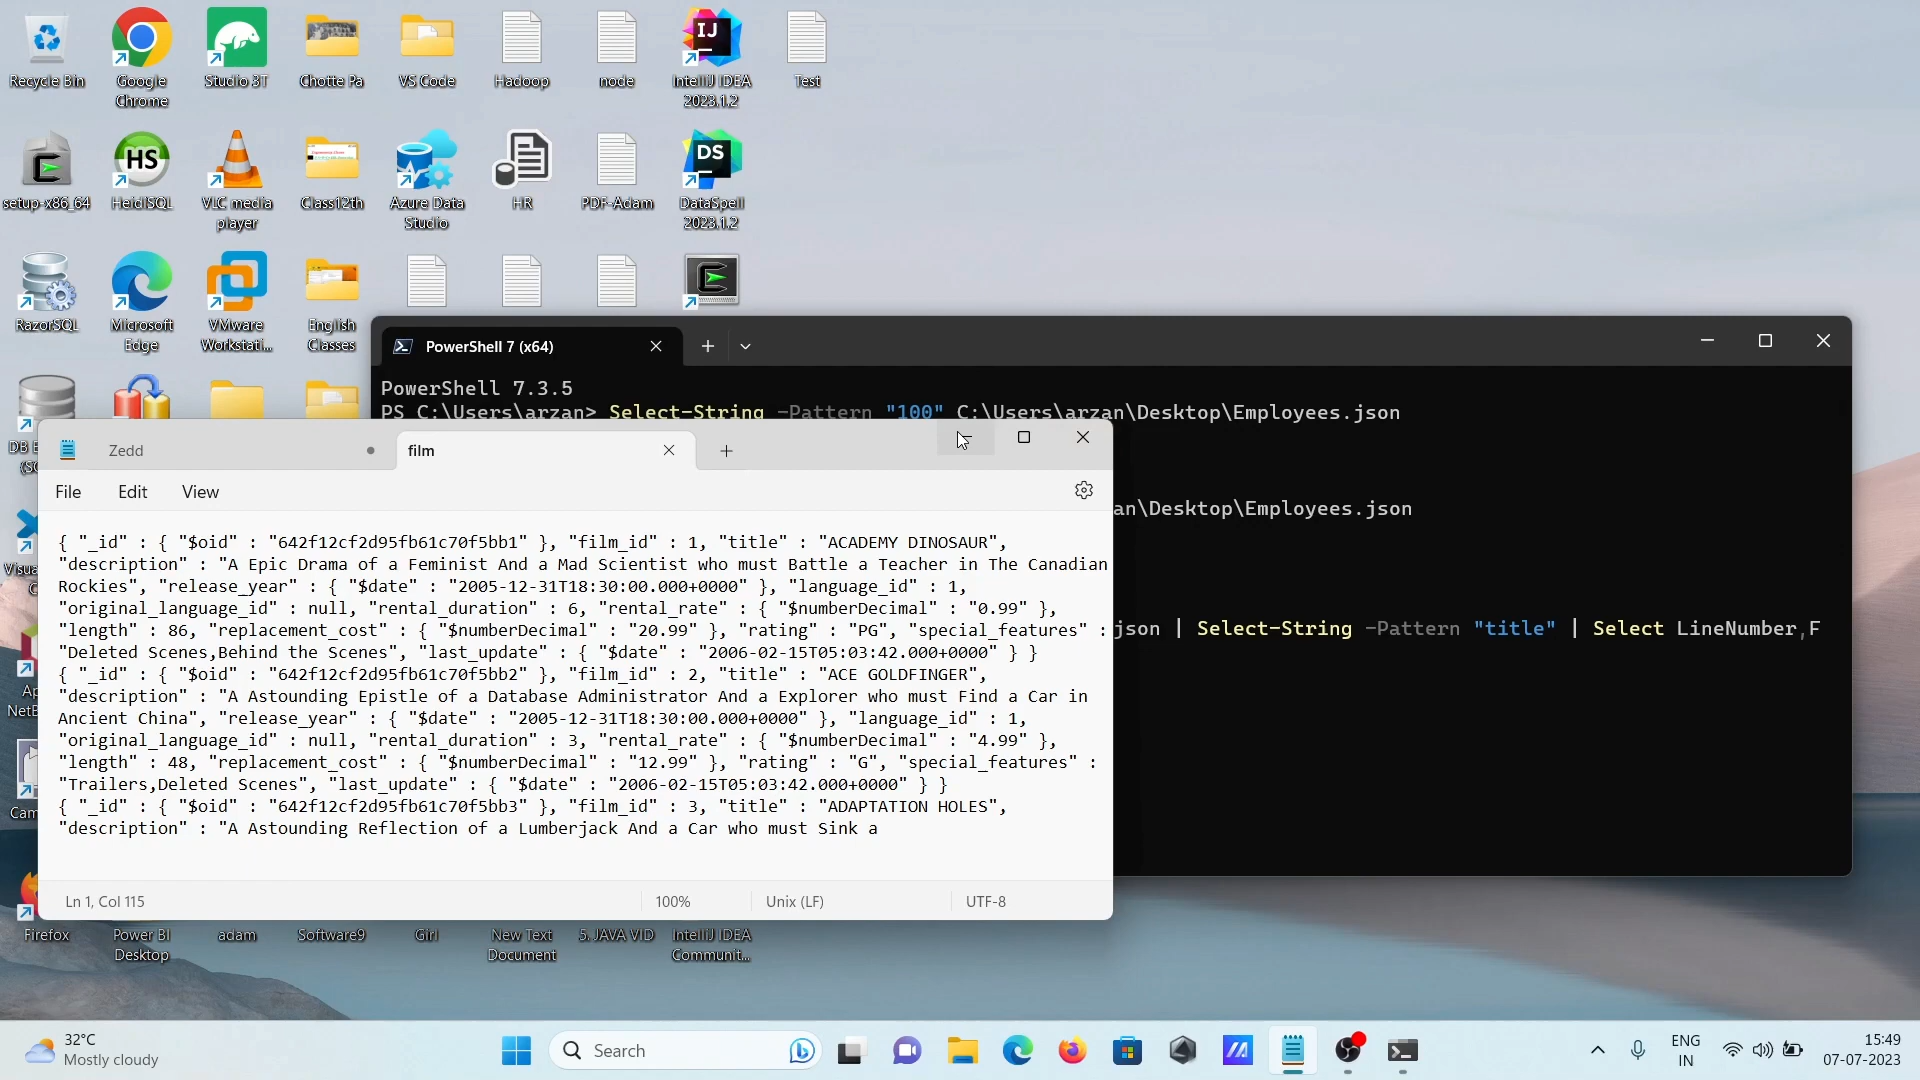 Recycle Bin
Google Chrome
Studio 3T
Chotte Pa
VS Code
Hadoop
node
IntelliJ IDEA 2023.1.2
Test
setup-x86_64
HeidiSQL
VLC media player
Class12th
Azure Data Studio
HR
PDF-Adam
DataSpell 2023.1.2
RazorSQL
Microsoft Edge
VMware Workstati...
English Classes
PowerShell 7 (x64)
PowerShell 7.3.5
PS C:\Users\arzan> Select-String -Pattern "100" C:\Users\arzan\Desktop\Employees.json
an\Desktop\Employees.json
json | Select-String -Pattern "title" | Select LineNumber,F
Zedd
film
File Edit View
{ "_id" : { "$oid" : "642f12cf2d95fb61c70f5bb1" }, "film_id" : 1, "title" : "ACADEMY DINOSAUR",
"description" : "A Epic Drama of a Feminist And a Mad Scientist who must Battle a Teacher in The Canadian
Rockies", "release_year" : { "$date" : "2005-12-31T18:30:00.000+0000" }, "language_id" : 1,
"original_language_id" : null, "rental_duration" : 6, "rental_rate" : { "$numberDecimal" : "0.99" },
"length" : 86, "replacement_cost" : { "$numberDecimal" : "20.99" }, "rating" : "PG", "special_features" :
"Deleted Scenes,Behind the Scenes", "last_update" : { "$date" : "2006-02-15T05:03:42.000+0000" } }
{ "_id" : { "$oid" : "642f12cf2d95fb61c70f5bb2" }, "film_id" : 2, "title" : "ACE GOLDFINGER",
"description" : "A Astounding Epistle of a Database Administrator And a Explorer who must Find a Car in
Ancient China", "release_year" : { "$date" : "2005-12-31T18:30:00.000+0000" }, "language_id" : 1,
"original_language_id" : null, "rental_duration" : 3, "rental_rate" : { "$numberDecimal" : "4.99" },
"length" : 48, "replacement_cost" : { "$numberDecimal" : "12.99" }, "rating" : "G", "special_features" :
"Trailers,Deleted Scenes", "last_update" : { "$date" : "2006-02-15T05:03:42.000+0000" } }
{ "_id" : { "$oid" : "642f12cf2d95fb61c70f5bb3" }, "film_id" : 3, "title" : "ADAPTATION HOLES",
"description" : "A Astounding Reflection of a Lumberjack And a Car who must Sink a
Ln 1, Col 115
100%
Unix (LF)
UTF-8
Firefox
Power BI Desktop
adam
Software9
Girl
New Text Document
5. JAVA VID
IntelliJ IDEA Communit...
32°C
Mostly cloudy
Search
ENG
IN
15:49
07-07-2023